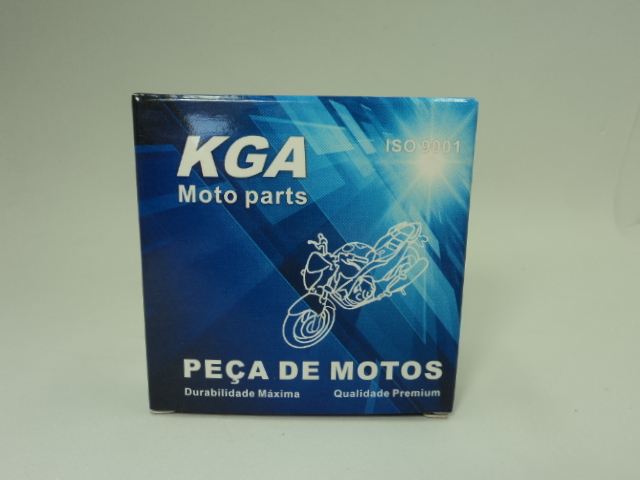 KGA
ISO 9001
Moto parts
PEÇA DE MOTOS
Durabilidade Máxima Qualidade Premium